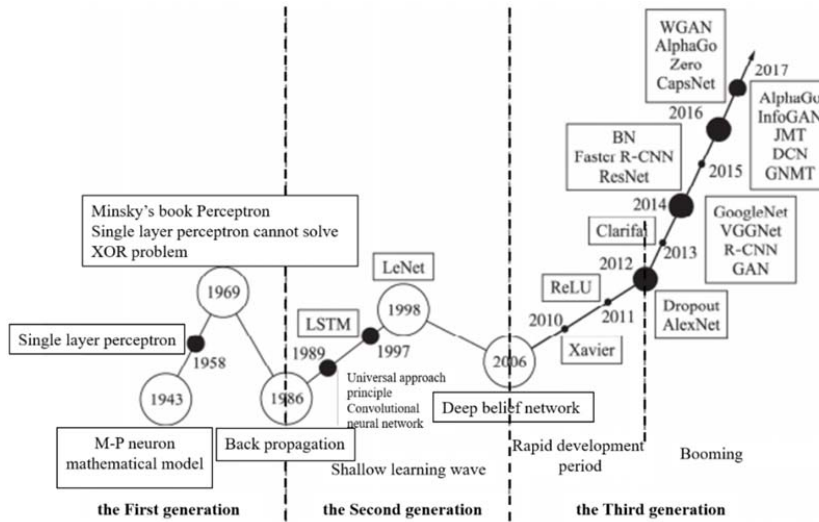 WGAN
AlphaGo
Zero
CapsNet
2017
2016
AlphaGo
InfoGAN
JMT
DCN
GNMT
BN
Faster R-CNN
ResNet
2015
2014
Minsky's book Perceptron
Single layer perceptron cannot solve
XOR problem
GoogleNet
VGGNet
R-CNN
GAN
Clarifai
2013
2012
LeNet
1969
ReLU
1998
LSTM
Dropout
AlexNet
2010
2011
Single layer perceptron
1958
1989
1997
Xavier
2006
1943
1986
Universal approach
principle
Convolutional
neural network
Deep belief network
M-P neuron
mathematical model
Back propagation
Shallow learning wave
Rapid development
period
Booming
the First generation
the Second generation
the Third generation